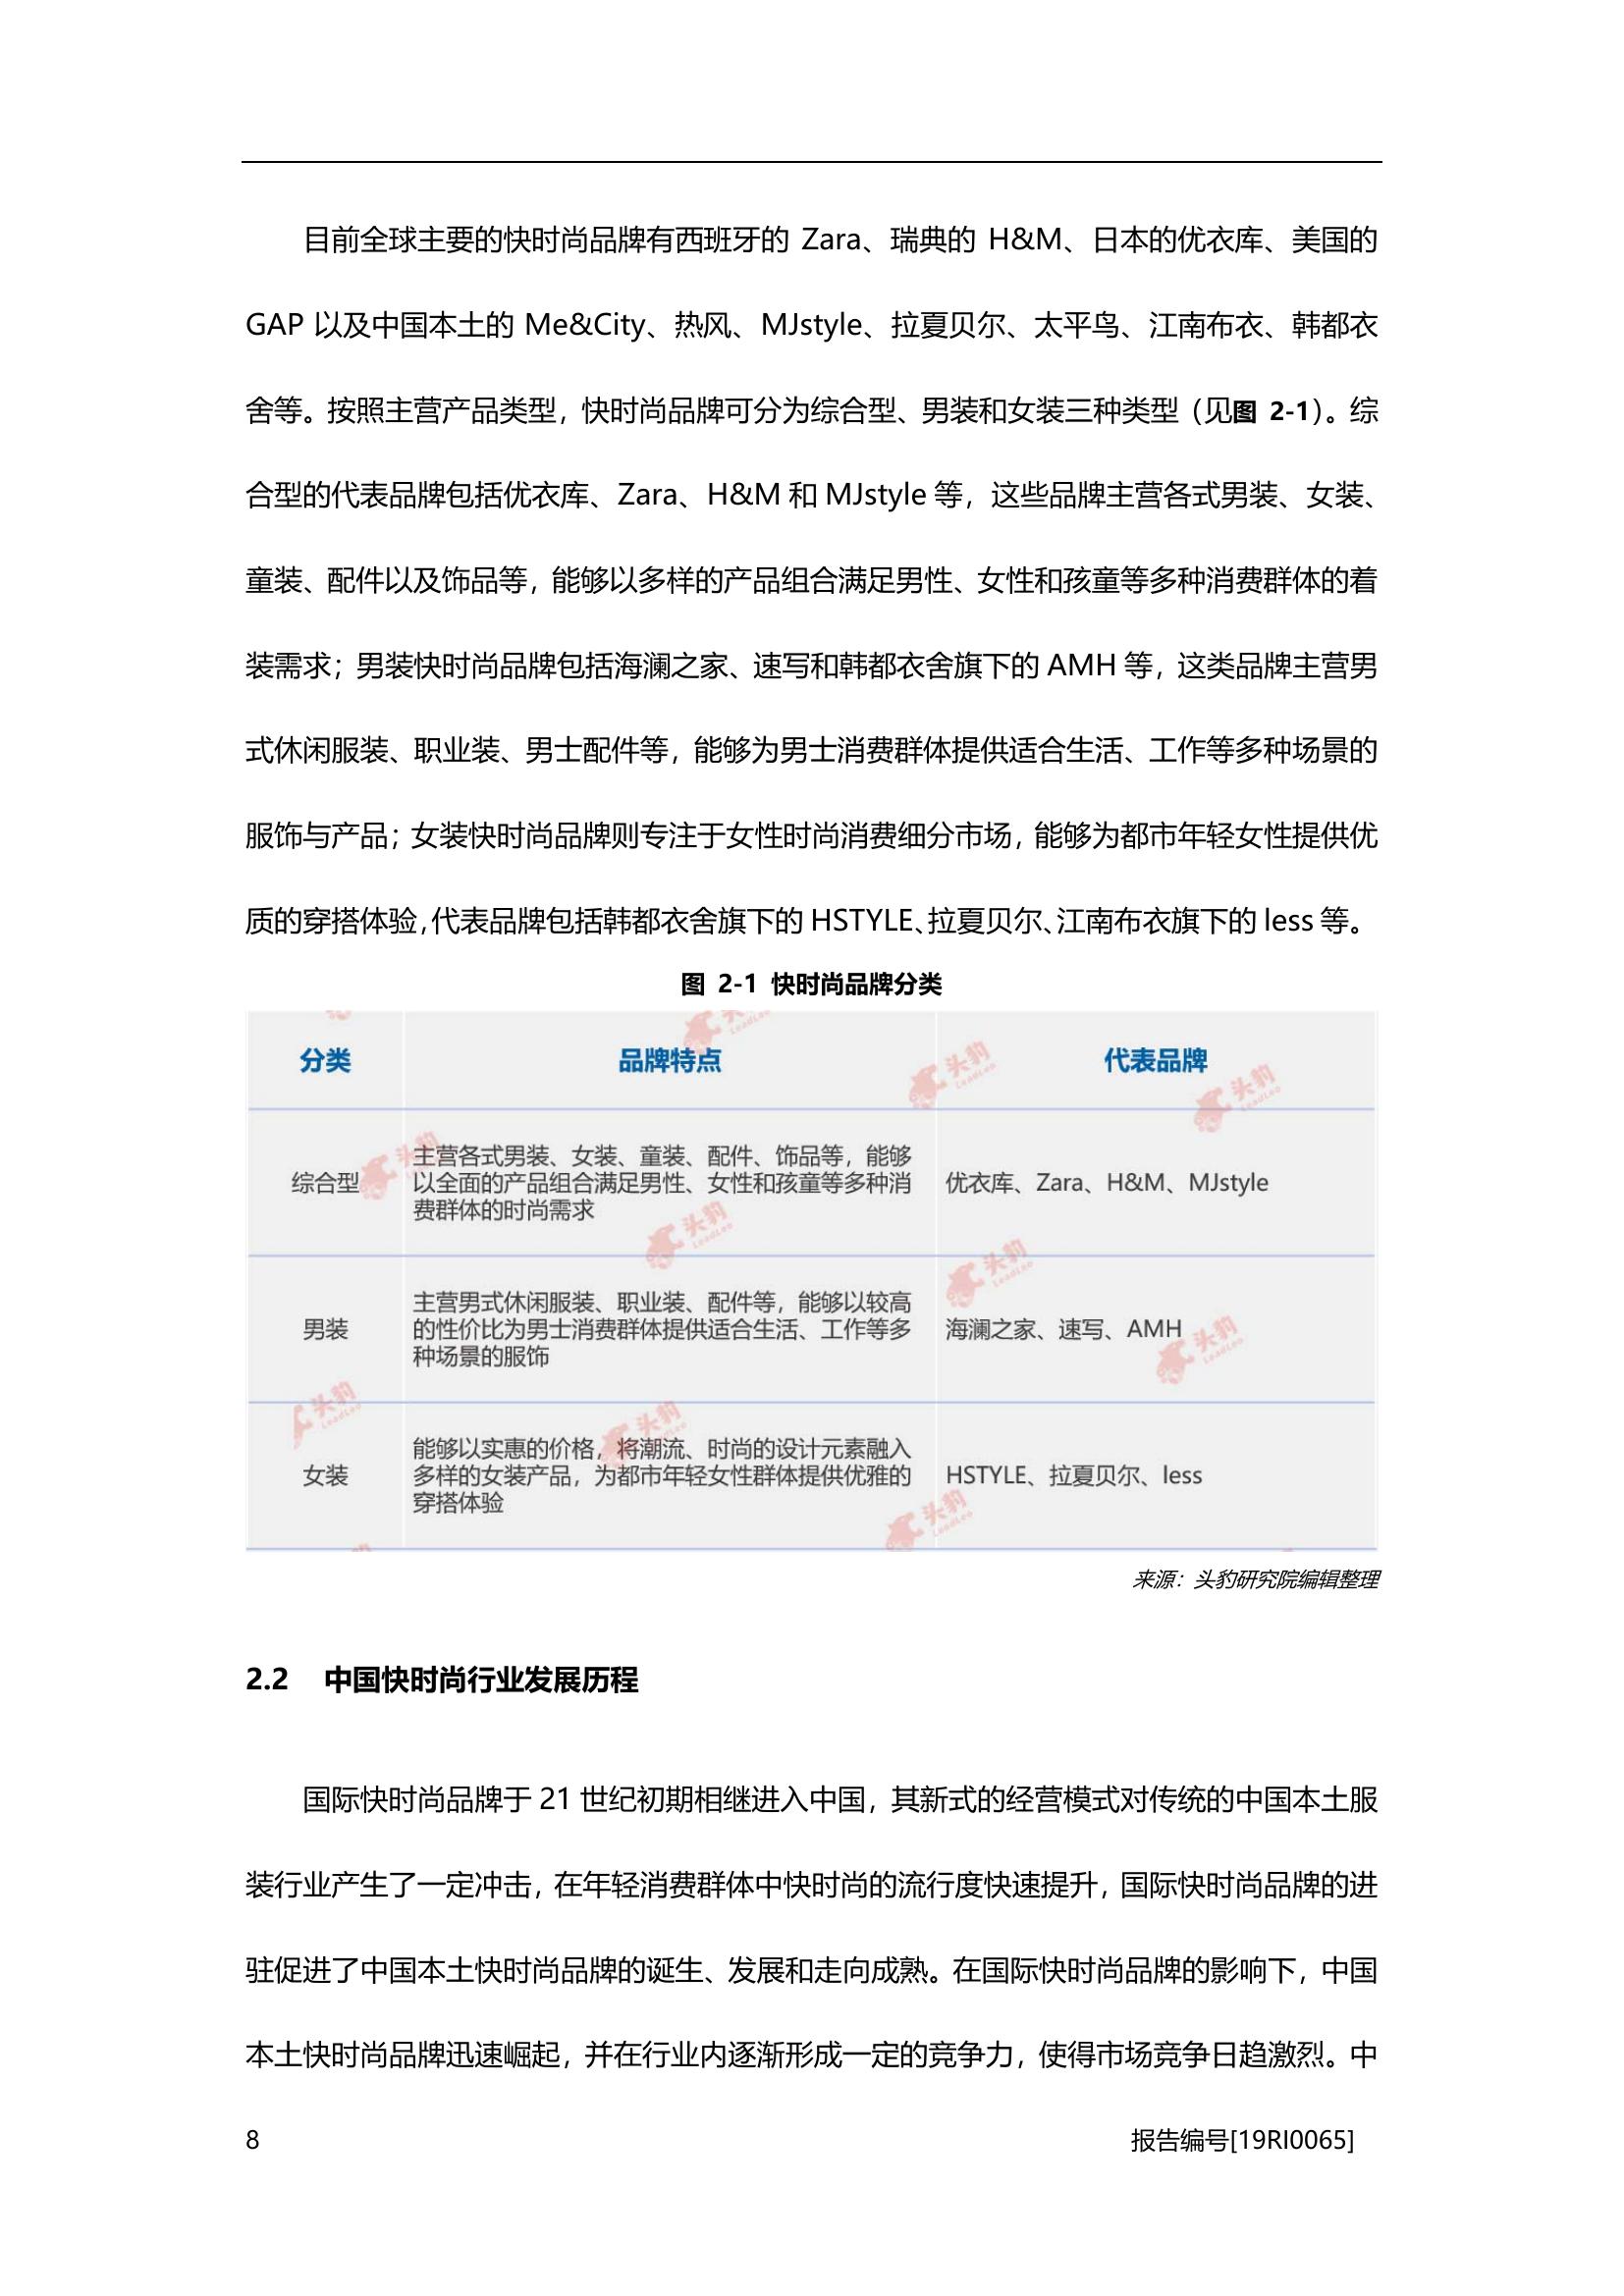 目前全球主要的快时尚品牌有西班牙的 Zara、瑞典的 H&M、日本的优衣库、美国的
GAP 以及中国本土的 Me&City、热风、MJstyle、拉夏贝尔、太平鸟、江南布衣、韩都衣
舍等。按照主营产品类型，快时尚品牌可分为综合型、男装和女装三种类型（见图 2-1）。综
合型的代表品牌包括优衣库、Zara、H&M 和 MJstyle 等，这些品牌主营各式男装、女装、
童装、配件以及饰品等，能够以多样的产品组合满足男性、女性和孩童等多种消费群体的着
装需求；男装快时尚品牌包括海澜之家、速写和韩都衣舍旗下的 AMH 等，这类品牌主营男
式休闲服装、职业装、男士配件等，能够为男士消费群体提供适合生活、工作等多种场景的
服饰与产品；女装快时尚品牌则专注于女性时尚消费细分市场，能够为都市年轻女性提供优
质的穿搭体验，代表品牌包括韩都衣舍旗下的 HSTYLE、拉夏贝尔、江南布衣旗下的 less 等。
图 2-1 快时尚品牌分类
分类 品牌特点 代表品牌
综合型
主营各式男装、女装、童装、配件、饰品等，能够
以全面的产品组合满足男性、女性和孩童等多种消
费群体的时尚需求
优衣库、Zara、H&M、MJstyle
男装
主营男式休闲服装、职业装、配件等，能够以较高
的性价比为男士消费群体提供适合生活、工作等多
种场景的服饰
海澜之家、速写、AMH
女装
能够以实惠的价格，将潮流、时尚的设计元素融入
多样的女装产品，为都市年轻女性群体提供优雅的
穿搭体验
HSTYLE、拉夏贝尔、less
来源：头豹研究院编辑整理
2.2 中国快时尚行业发展历程
国际快时尚品牌于 21 世纪初期相继进入中国，其新式的经营模式对传统的中国本土服
装行业产生了一定冲击，在年轻消费群体中快时尚的流行度快速提升，国际快时尚品牌的进
驻促进了中国本土快时尚品牌的诞生、发展和走向成熟。在国际快时尚品牌的影响下，中国
本土快时尚品牌迅速崛起，并在行业内逐渐形成一定的竞争力，使得市场竞争日趋激烈。中
8 报告编号[19RI0065]